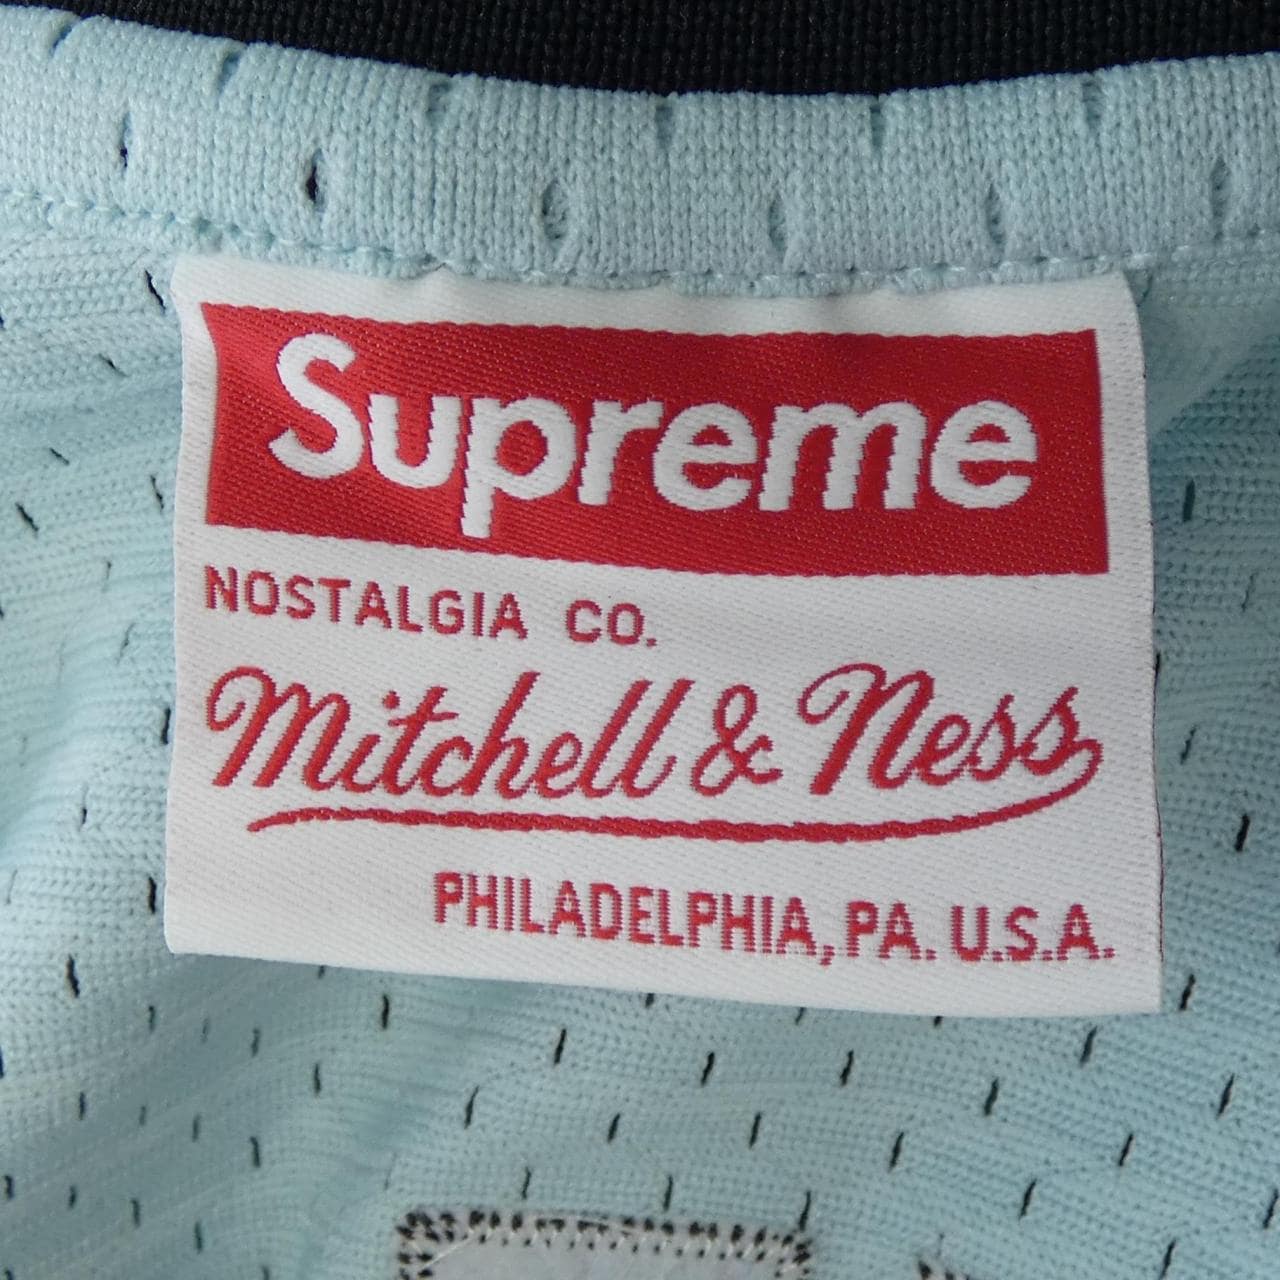 Supreme
NOSTALGIA CO.
Mitchell & Ness
PHILADELPHIA, PA. U.S.A.